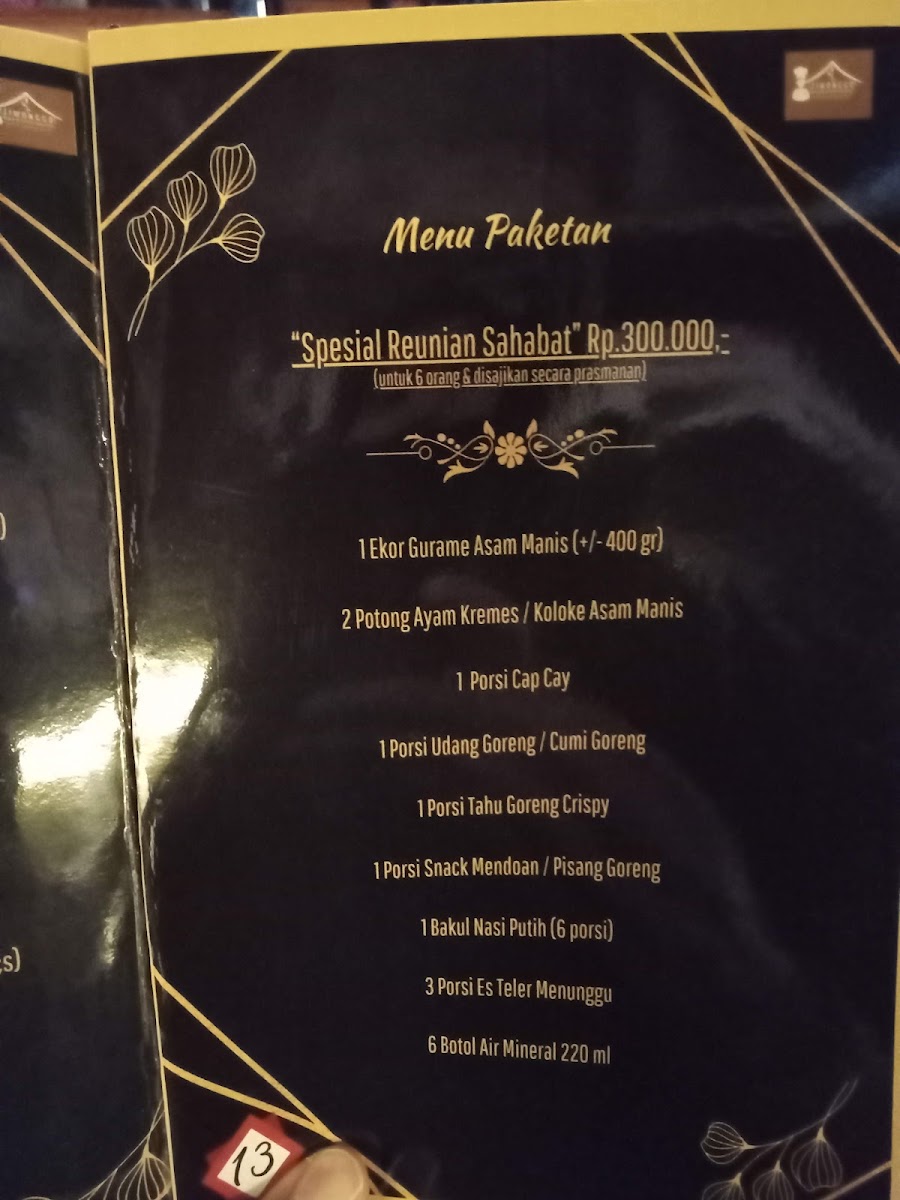 Menu Paketan
"Spesial Reunian Sahabat" Rp.300.000,-
(untuk 6 orang & disajikan secara prasmanan)
1 Ekor Gurame Asam Manis (+/- 400 gr)
2 Potong Ayam Kremes / Koloke Asam Manis
1 Porsi Cap Cay
1 Porsi Udang Goreng / Cumi Goreng
1 Porsi Tahu Goreng Crispy
1 Porsi Snack Mendoan / Pisang Goreng
1 Bakul Nasi Putih (6 porsi)
3 Porsi Es Teler Menunggu
6 Botol Air Mineral 220 ml
13